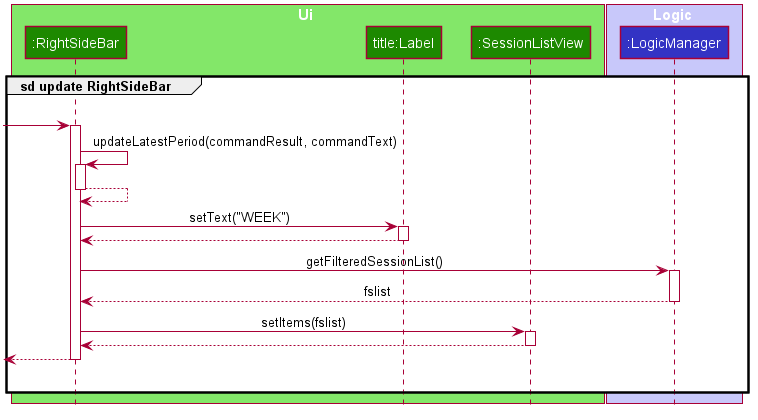 Ui
Logic
:RightSideBar
title:Label
:SessionListView
:LogicManager
sd update RightSideBar
updateLatestPeriod(commandResult, commandText)
setText("WEEK")
getFilteredSessionList()
fslist
setItems(fslist)